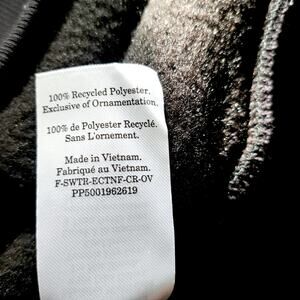 100% Recycled Polyester.
Exclusive of Ornamentation.
100% de Polyester Recyclé.
Sans L'ornement.
Made in Vietnam.
Fabriqué au Vietnam.
F-SWTR-ECTNF-CR-OV
PP5001962619